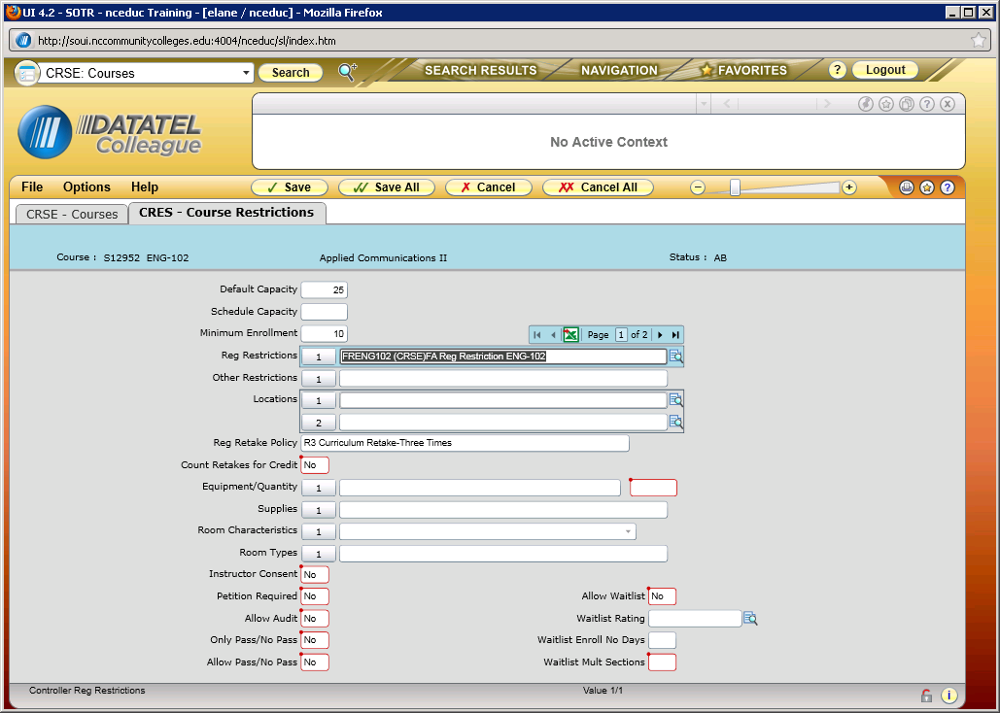 UI 4.2 - SOTR - nceduc Training - [elane / nceduc] - Mozilla Firefox
http://soui.nccommunitycolleges.edu:4004/nceduc/sl/index.htm
CRSE: Courses Search SEARCH RESULTS NAVIGATION FAVORITES ? Logout
DATATEL
Colleague
No Active Context
File Options Help Save Save All Cancel Cancel All
CRSE - Courses CRES - Course Restrictions
Course : S12952 ENG-102 Applied Communications II Status : AB
Default Capacity 25
Schedule Capacity
Minimum Enrollment 10 Page 1 of 2
Reg Restrictions 1 FRENG102 (CRSE)FA Reg Restriction ENG-102
Other Restrictions 1
Locations 1
2
Reg Retake Policy R3 Curriculum Retake-Three Times
Count Retakes for Credit No
Equipment/Quantity 1
Supplies 1
Room Characteristics 1
Room Types 1
Instructor Consent No
Petition Required No Allow Waitlist No
Allow Audit No Waitlist Rating
Only Pass/No Pass No Waitlist Enroll No Days
Allow Pass/No Pass No Waitlist Mult Sections
Controller Reg Restrictions Value 1/1